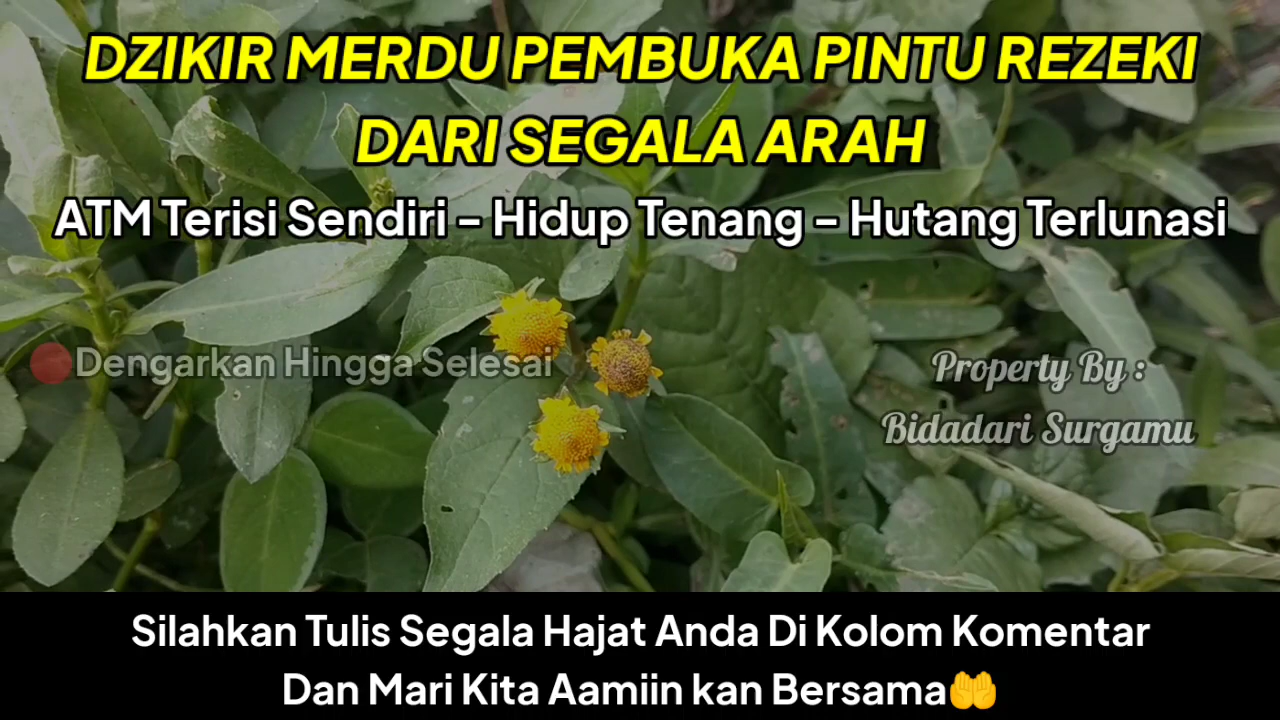 DZIKIR MERDU PEMBUKA PINTU REZEKI
DARI SEGALA ARAH
ATM Terisi Sendiri - Hidup Tenang - Hutang Terlunasi
🔴Dengarkan Hingga Selesai
Property By :
Bidadari Surgamu
Silahkan Tulis Segala Hajat Anda Di Kolom Komentar
Dan Mari Kita Aamiin kan Bersama🤲